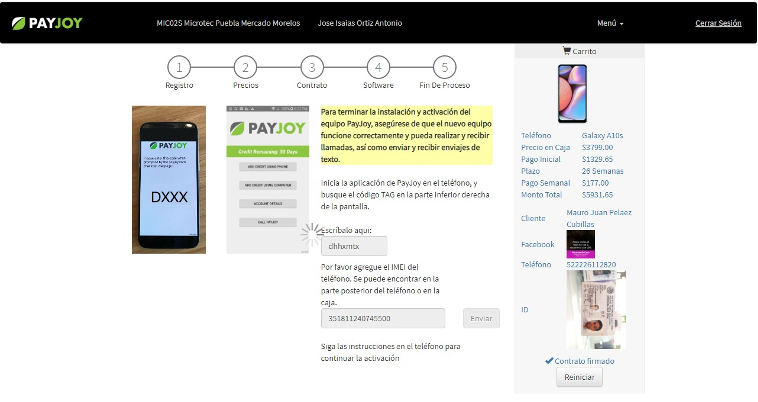 PAYJOY
MIC02S Microtec Puebla Mercado Morelos
Jose Isaias Ortiz Antonio
Menú
Cerrar Sesión
1
2
3
4
5
Registro
Precios
Contrato
Software
Fin De Proceso
PAYJOY
DXXX
PAYJOY
Credit Remaining: 33 Days
ADD CREDIT USING PHONE
ADD CREDIT USING COMPUTER
ACCOUNT DETAILS
CALL PAYJOY
Para terminar la instalación y activación del
equipo PayJoy, asegúrese de que el nuevo equipo
funcione correctamente y pueda realizar y recibir
llamadas, así como enviar y recibir enviajes de
texto.
Inicia la aplicación de PayJoy en el teléfono, y
busque el código TAG en la parte inferior derecha
de la pantalla.
Escríbalo aqui:
dhhxmtx
Por favor agregue el IMEI del
teléfono. Se puede encontrar en la
parte posterior del teléfono o en la
caja.
351811240745500
Enviar
Siga las instrucciones en el teléfono para
continuar la activación
Carrito
Teléfono Galaxy A10s
Precio en Caja $3799.00
Pago Inicial $1329.65
Plazo 26 Semanas
Pago Semanal $177.00
Monto Total $5931.65
Cliente Mauro Juan Pelaez
Cubillas
Facebook
Teléfono 522226112820
ID
Contrato firmado
Reiniciar